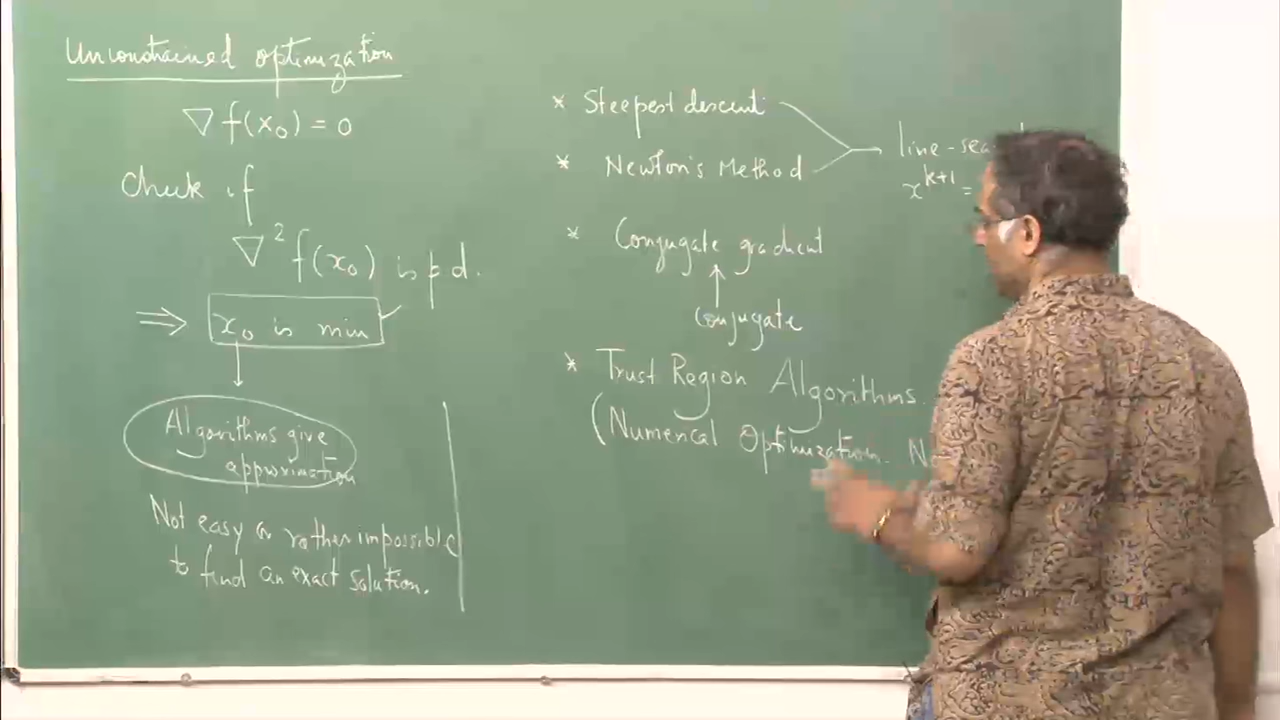 Unconstrained optimization
∇ f(x₀) = 0
Check if
∇² f(x₀) is p d.
⇒ x₀ is min
Algorithms give
approximation
Not easy or rather impossible
to find an exact solution.
* Steepest descent
* Newton's Method
line-sea
x^{k+1} =
* Conjugate gradient
Conjugate
* Trust Region Algorithms.
(Numerical Optimization. N